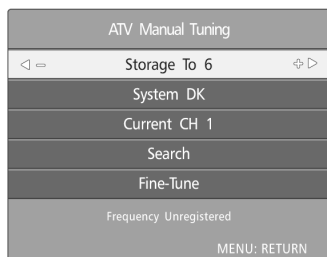 ATV Manual Tuning
Storage To 6
System DK
Current CH 1
Search
Fine-Tune
Frequency Unregistered
MENU: RETURN